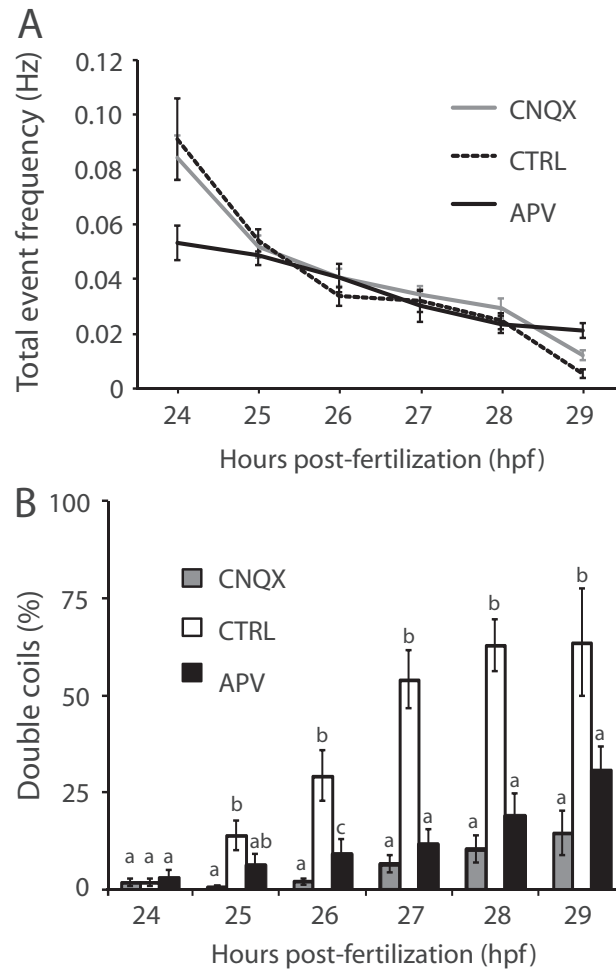 A
Total event frequency (Hz)
0.12
0.10
0.08
0.06
0.04
0.02
0
CNQX
CTRL
APV
24 25 26 27 28 29
Hours post-fertilization (hpf)
B
Double coils (%)
100
75
50
25
0
CNQX
CTRL
APV
a a a
a b ab
a b c
a b a
a b a
a b a
24 25 26 27 28 29
Hours post-fertilization (hpf)